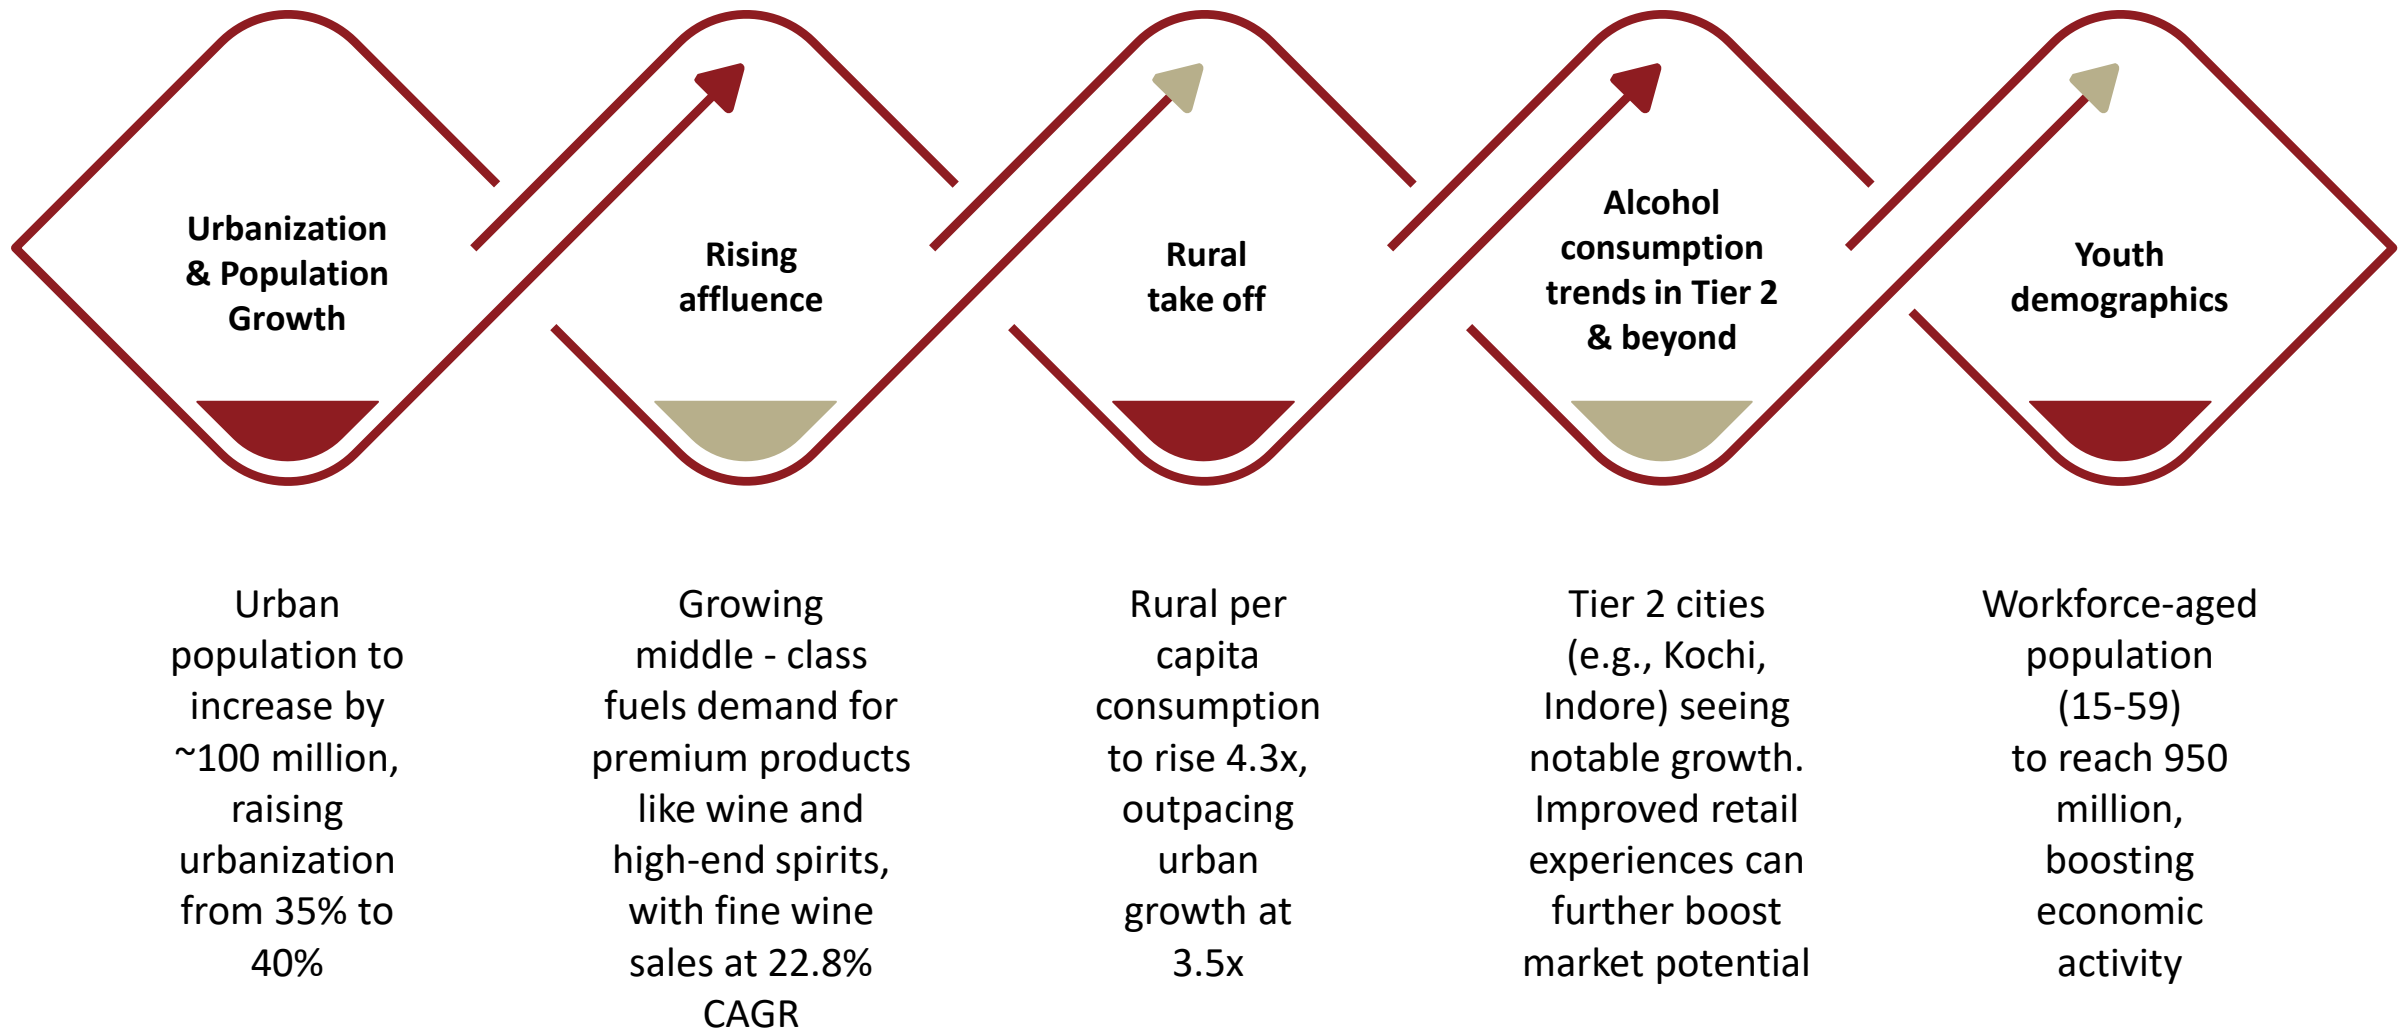 Urbanization
& Population
Growth
Rising
affluence
Rural
take off
Alcohol
consumption
trends in Tier 2
& beyond
Youth
demographics
Urban
population to
increase by
~100 million,
raising
urbanization
from 35% to
40%
Growing
middle - class
fuels demand for
premium products
like wine and
high-end spirits,
with fine wine
sales at 22.8%
CAGR
Rural per
capita
consumption
to rise 4.3x,
outpacing
urban
growth at
3.5x
Tier 2 cities
(e.g., Kochi,
Indore) seeing
notable growth.
Improved retail
experiences can
further boost
market potential
Workforce-aged
population
(15-59)
to reach 950
million,
boosting
economic
activity